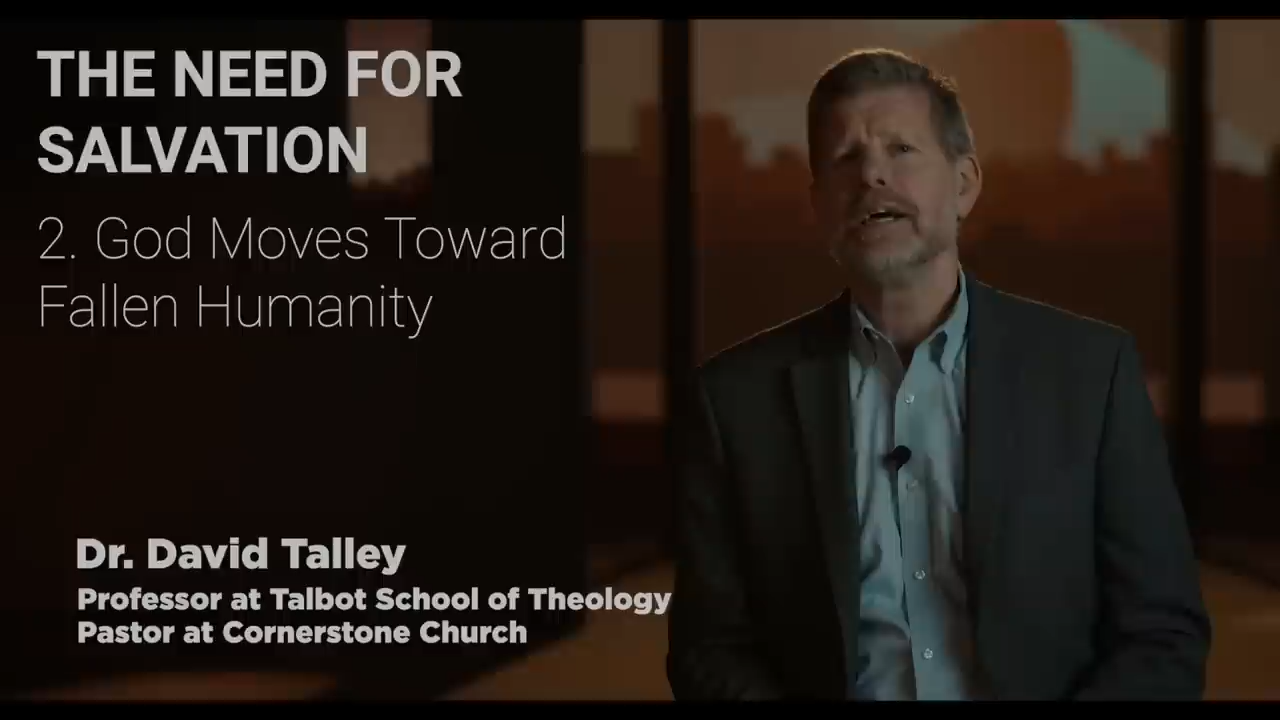 THE NEED FOR
SALVATION
2. God Moves Toward
Fallen Humanity
Dr. David Talley
Professor at Talbot School of Theology
Pastor at Cornerstone Church